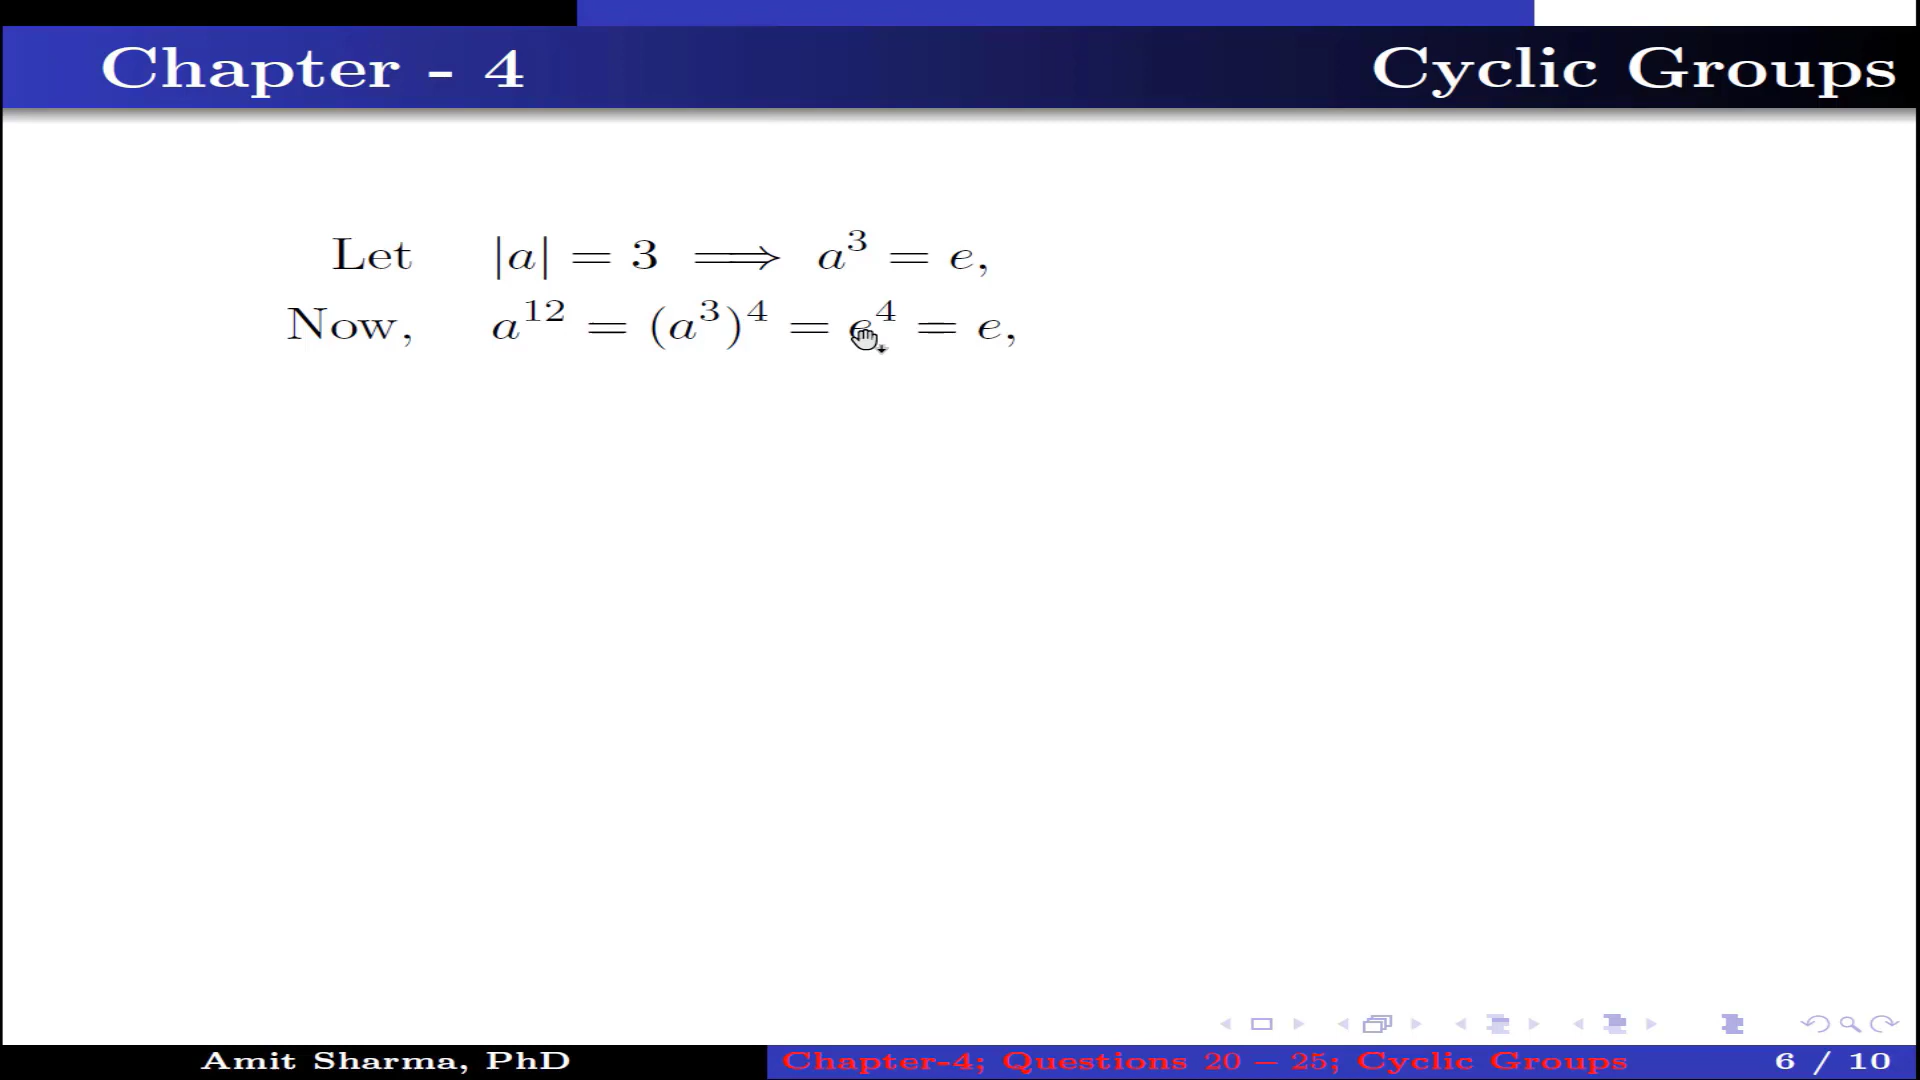 Chapter - 4 Cyclic Groups
Let |a| = 3 ⟹ a³ = e,
Now, a¹² = (a³)⁴ = e⁴ = e,
Amit Sharma, PhD Chapter-4; Questions 20 – 25; Cyclic Groups 6 / 10